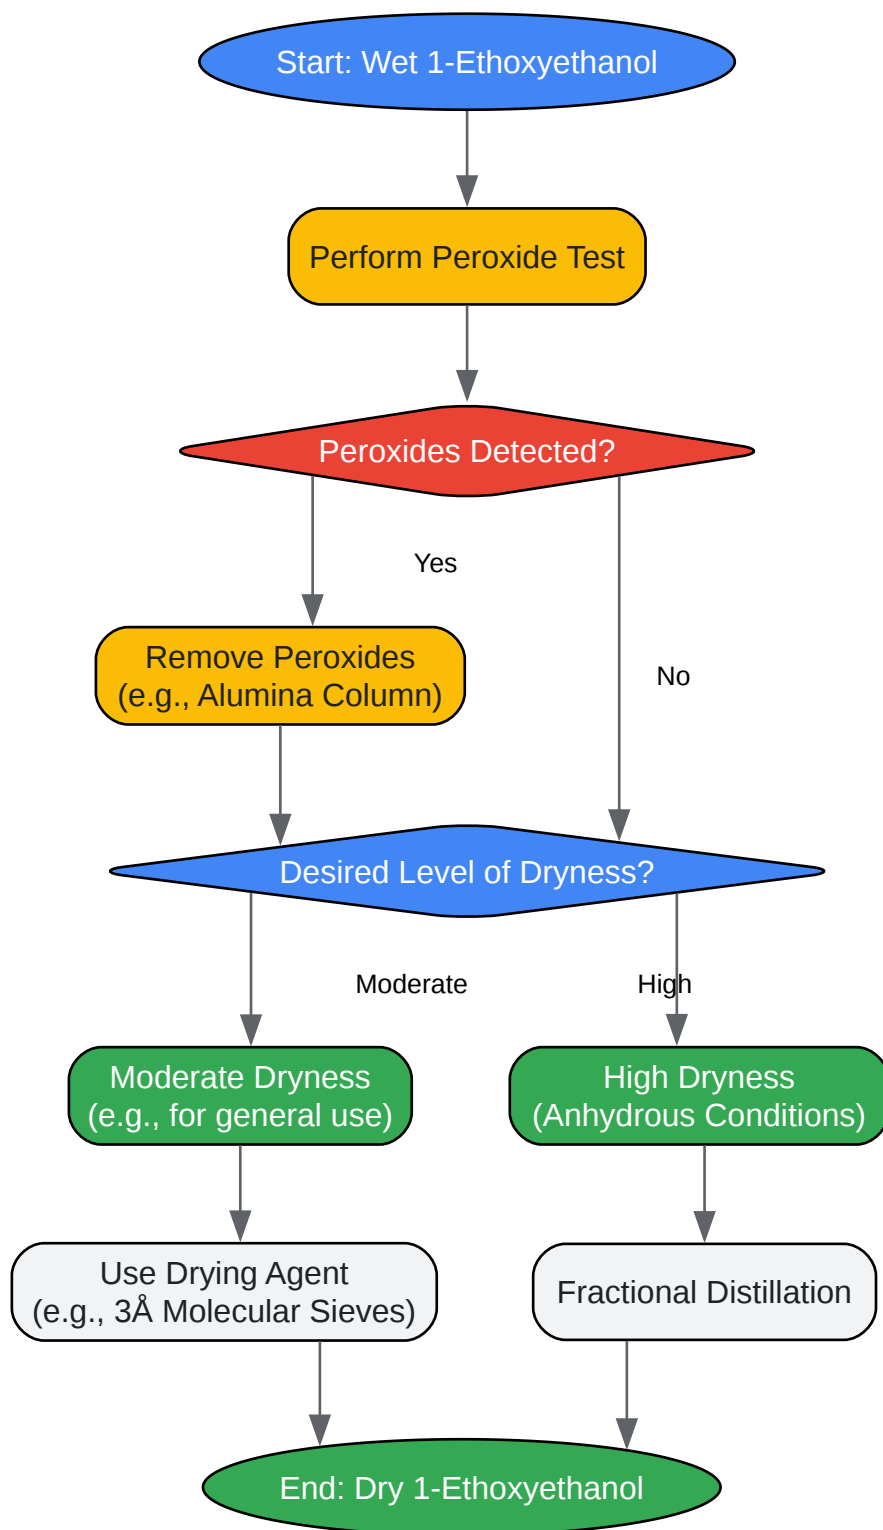 Start: Wet 1-Ethoxyethanol
Perform Peroxide Test
Peroxides Detected?
Yes
Remove Peroxides
(e.g., Alumina Column)
No
Desired Level of Dryness?
Moderate
High
Moderate Dryness
(e.g., for general use)
High Dryness
(Anhydrous Conditions)
Use Drying Agent
(e.g., 3Å Molecular Sieves)
Fractional Distillation
End: Dry 1-Ethoxyethanol